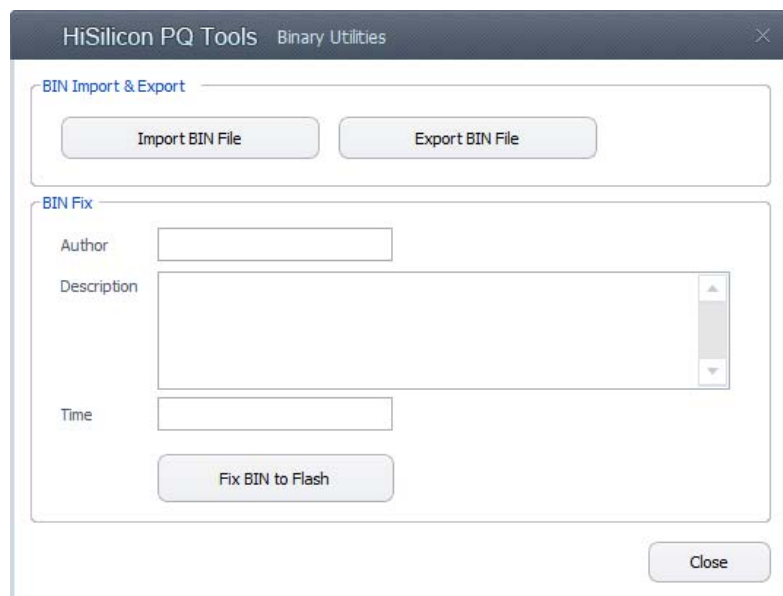 HiSilicon PQ Tools Binary Utilities
BIN Import & Export
Import BIN File Export BIN File
BIN Fix
Author
Description
Time
Fix BIN to Flash
Close